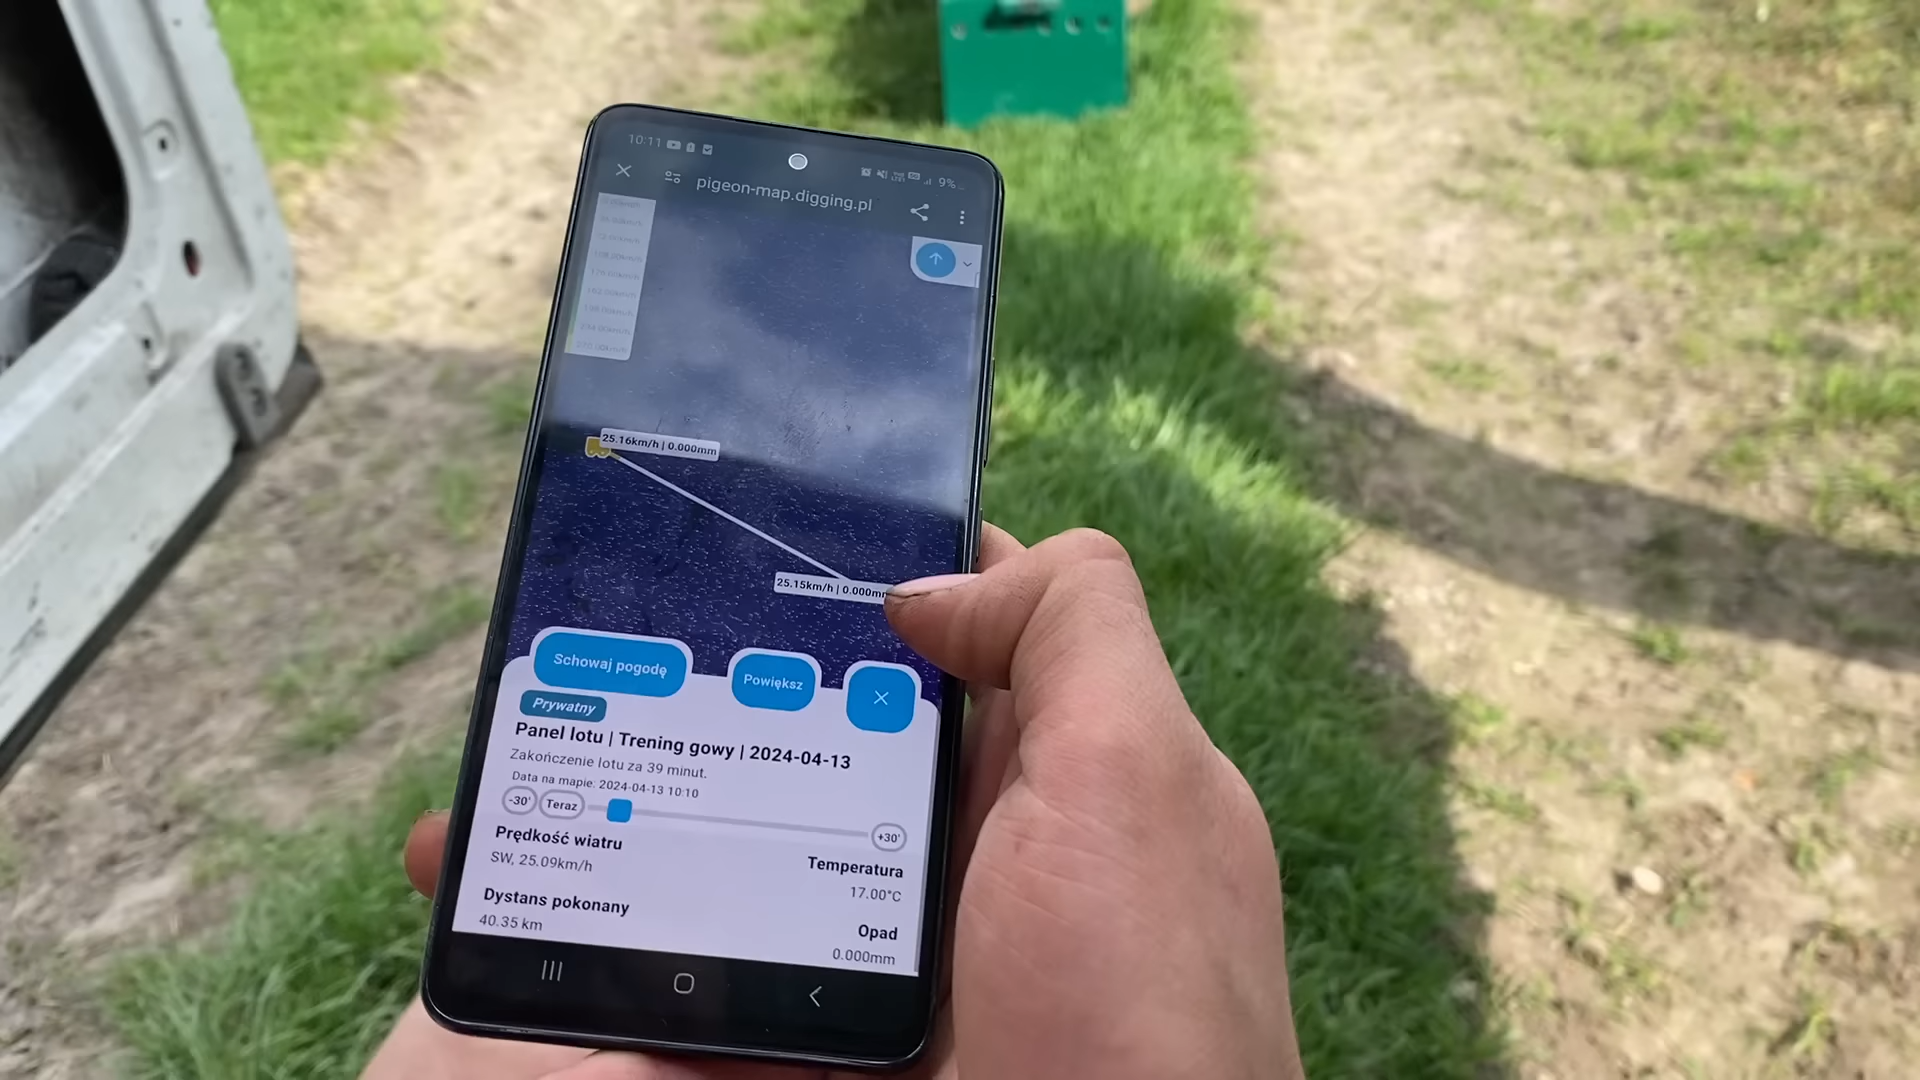 10:11
9%
pigeon-map.digging.pl
25.16km/h | 0.000mm
25.15km/h | 0.000mm
Schowaj pogodę
Powiększ
Prywatny
Panel lotu | Trening gowy | 2024-04-13
Zakończenie lotu za 39 minut.
Data na mapie: 2024-04-13 10:10
-30'
Teraz
+30'
Prędkość wiatru
SW, 25.09km/h
Temperatura
17.00°C
Dystans pokonany
40.35 km
Opad
0.000mm